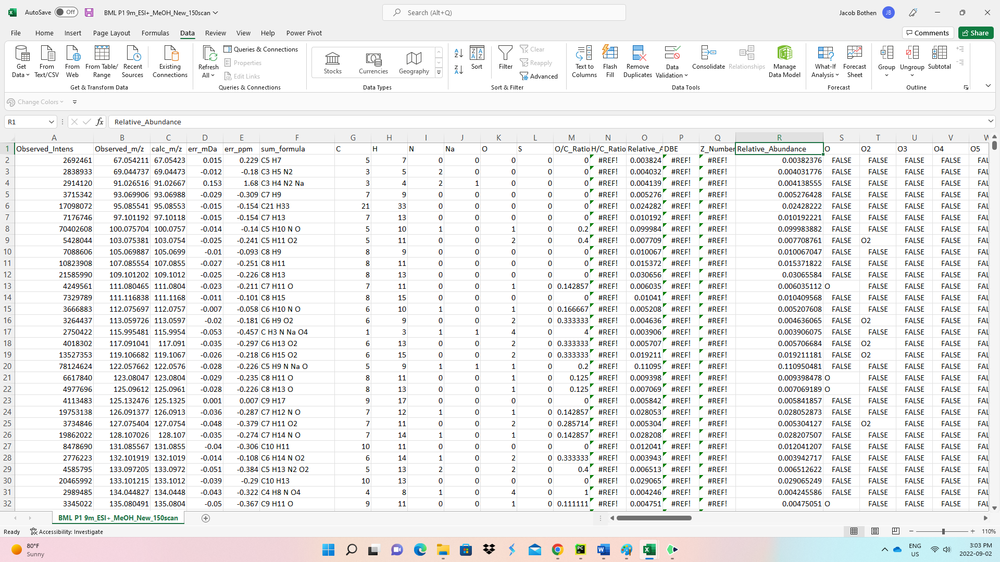 AutoSave Off BML P1 9m_ESI+_MeOH_New_150scan Search (Alt+Q) Jacob Bothen JB
File Home Insert Page Layout Formulas Data Review View Help Power Pivot Comments Share
Get Data From Text/CSV From Web From Table/ Range Recent Sources Existing Connections Refresh All Queries & Connections Properties Edit Links Stocks Currencies Geography Sort Filter Clear Reapply Advanced Text to Columns Flash Fill Remove Duplicates Data Validation Consolidate Relationships Manage Data Model What-If Analysis Forecast Sheet Group Ungroup Subtotal
Get & Transform Data Queries & Connections Data Types Sort & Filter Data Tools Forecast Outline
Change Colors
R1 fx Relative_Abundance
A B C D E F G H I J K L M N O P Q R S T U V W
1 Observed_Intens Observed_m/z calc_m/z err_mDa err_ppm sum_formula C H N Na O S O/C_Ratio H/C_Ratio Relative_A DBE Z_Number Relative_Abundance O O2 O3 O4 O5
2 2692461 67.054211 67.05423 0.015 0.229 C5 H7 5 7 0 0 0 0 0 #REF! 0.003824 #REF! #REF! 0.00382376 FALSE FALSE FALSE FALSE FAL
3 2838933 69.044737 69.04473 -0.012 -0.18 C3 H5 N2 3 5 2 0 0 0 0 #REF! 0.004032 #REF! #REF! 0.004031776 FALSE FALSE FALSE FALSE FAL
4 2914120 91.026516 91.02667 0.153 1.68 C3 H4 N2 Na 3 4 2 1 0 0 0 #REF! 0.004139 #REF! #REF! 0.004138555 FALSE FALSE FALSE FALSE FAL
5 3715342 93.069906 93.06988 -0.029 -0.309 C7 H9 7 9 0 0 0 0 0 #REF! 0.005276 #REF! #REF! 0.005276428 FALSE FALSE FALSE FALSE FAL
6 17098072 95.085541 95.08553 -0.015 -0.154 C21 H33 21 33 0 0 0 0 0 #REF! 0.024282 #REF! #REF! 0.02428222 FALSE FALSE FALSE FALSE FAL
7 7176746 97.101192 97.10118 -0.015 -0.154 C7 H13 7 13 0 0 0 0 0 #REF! 0.010192 #REF! #REF! 0.010192221 FALSE FALSE FALSE FALSE FAL
8 70402608 100.075704 100.0757 -0.014 -0.14 C5 H10 N O 5 10 1 0 1 0 0.2 #REF! 0.099984 #REF! #REF! 0.099983882 FALSE FALSE FALSE FALSE FAL
9 5428044 103.075381 103.0754 -0.025 -0.241 C5 H11 O2 5 11 0 0 2 0 0.4 #REF! 0.007709 #REF! #REF! 0.007708761 FALSE O2 FALSE FALSE FAL
10 7088606 105.069887 105.0699 -0.01 -0.093 C8 H9 8 9 0 0 0 0 0 #REF! 0.010067 #REF! #REF! 0.010067047 FALSE FALSE FALSE FALSE FAL
11 10823908 107.085554 107.0855 -0.027 -0.251 C8 H11 8 11 0 0 0 0 0 #REF! 0.015372 #REF! #REF! 0.015371822 FALSE FALSE FALSE FALSE FAL
12 21585990 109.101202 109.1012 -0.025 -0.226 C8 H13 8 13 0 0 0 0 0 #REF! 0.030656 #REF! #REF! 0.03065584 FALSE FALSE FALSE FALSE FAL
13 4249561 111.080465 111.0804 -0.023 -0.211 C7 H11 O 7 11 0 0 1 0 0.142857 #REF! 0.006035 #REF! #REF! 0.006035112 O FALSE FALSE FALSE FAL
14 7329789 111.116838 111.1168 -0.011 -0.101 C8 H15 8 15 0 0 0 0 0 #REF! 0.01041 #REF! #REF! 0.010409568 FALSE FALSE FALSE FALSE FAL
15 3666883 112.075697 112.0757 -0.007 -0.058 C6 H10 N O 6 10 1 0 1 0 0.166667 #REF! 0.005208 #REF! #REF! 0.005207608 FALSE FALSE FALSE FALSE FAL
16 3264437 113.059726 113.0597 -0.02 -0.181 C6 H9 O2 6 9 0 0 2 0 0.333333 #REF! 0.004636 #REF! #REF! 0.004636065 FALSE O2 FALSE FALSE FAL
17 2750422 115.995481 115.9954 -0.053 -0.457 C H3 N Na O4 1 3 1 1 4 0 4 #REF! 0.003906 #REF! #REF! 0.003906075 FALSE FALSE FALSE FALSE FAL
18 4018302 117.091041 117.091 -0.035 -0.297 C6 H13 O2 6 13 0 0 2 0 0.333333 #REF! 0.005707 #REF! #REF! 0.005706684 FALSE O2 FALSE FALSE FAL
19 13527353 119.106682 119.1067 -0.026 -0.218 C6 H15 O2 6 15 0 0 2 0 0.333333 #REF! 0.019211 #REF! #REF! 0.019211181 FALSE O2 FALSE FALSE FAL
20 78124624 122.057662 122.0576 -0.028 -0.226 C5 H9 N Na O 5 9 1 1 1 0 0.2 #REF! 0.11095 #REF! #REF! 0.110950481 FALSE FALSE FALSE FALSE FAL
21 6617840 123.08047 123.0804 -0.029 -0.235 C8 H11 O 8 11 0 0 1 0 0.125 #REF! 0.009398 #REF! #REF! 0.009398478 O FALSE FALSE FALSE FAL
22 4977696 125.09612 125.0961 -0.028 -0.226 C8 H13 O 8 13 0 0 1 0 0.125 #REF! 0.007069 #REF! #REF! 0.007069189 O FALSE FALSE FALSE FAL
23 4113483 125.132476 125.1325 0.001 0.007 C9 H17 9 17 0 0 0 0 0 #REF! 0.005842 #REF! #REF! 0.005841857 FALSE FALSE FALSE FALSE FAL
24 19753138 126.091377 126.0913 -0.036 -0.287 C7 H12 N O 7 12 1 0 1 0 0.142857 #REF! 0.028053 #REF! #REF! 0.028052873 FALSE FALSE FALSE FALSE FAL
25 3734846 127.075404 127.0754 -0.048 -0.379 C7 H11 O2 7 11 0 0 2 0 0.285714 #REF! 0.005304 #REF! #REF! 0.005304127 FALSE O2 FALSE FALSE FAL
26 19862022 128.107026 128.107 -0.035 -0.274 C7 H14 N O 7 14 1 0 1 0 0.142857 #REF! 0.028208 #REF! #REF! 0.028207507 FALSE FALSE FALSE FALSE FAL
27 8478690 131.085567 131.0855 -0.04 -0.306 C10 H11 10 11 0 0 0 0 0 #REF! 0.012041 #REF! #REF! 0.012041207 FALSE FALSE FALSE FALSE FAL
28 2776223 132.101919 132.1019 -0.014 -0.108 C6 H14 N O2 6 14 1 0 2 0 0.333333 #REF! 0.003943 #REF! #REF! 0.003942717 FALSE FALSE FALSE FALSE FAL
29 4585795 133.097205 133.0972 -0.051 -0.384 C5 H13 N2 O2 5 13 2 0 2 0 0.4 #REF! 0.006513 #REF! #REF! 0.006512622 FALSE FALSE FALSE FALSE FAL
30 20465992 133.101215 133.1012 -0.039 -0.29 C10 H13 10 13 0 0 0 0 0 #REF! 0.029065 #REF! #REF! 0.029065249 FALSE FALSE FALSE FALSE FAL
31 2989485 134.044827 134.0448 -0.043 -0.322 C4 H8 N O4 4 8 1 0 4 0 1 #REF! 0.004246 #REF! #REF! 0.004245586 FALSE FALSE FALSE FALSE FAL
32 3345022 135.080491 135.0804 -0.05 -0.367 C9 H11 O 9 11 0 0 1 0 0.111111 #REF! 0.004751 #REF! #REF! 0.00475051 O FALSE FALSE FALSE FAL
BML P1 9m_ESI+_MeOH_New_150scan
Ready Accessibility: Investigate 110%
80°F
Sunny
ENG
US
3:03 PM
2022-09-02